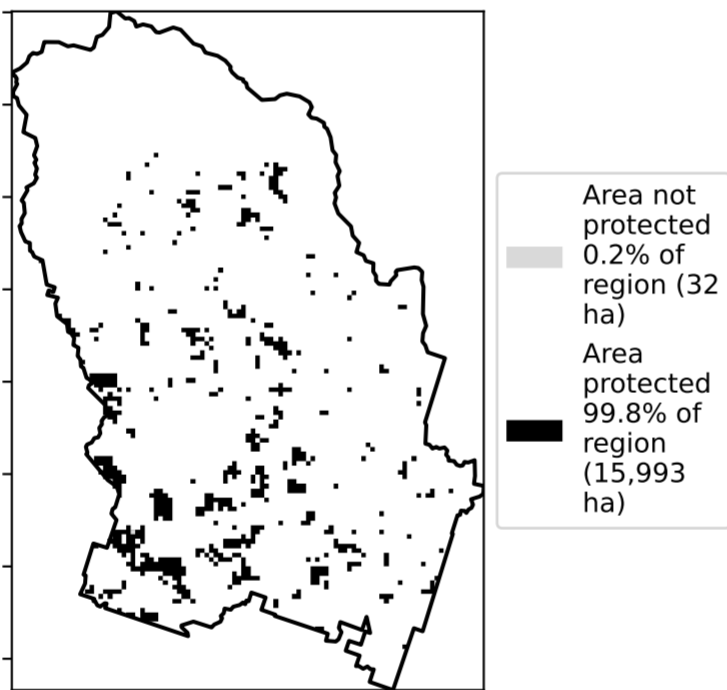 Area not
protected
0.2% of
region (32
ha)
Area
protected
99.8% of
region
(15,993
ha)